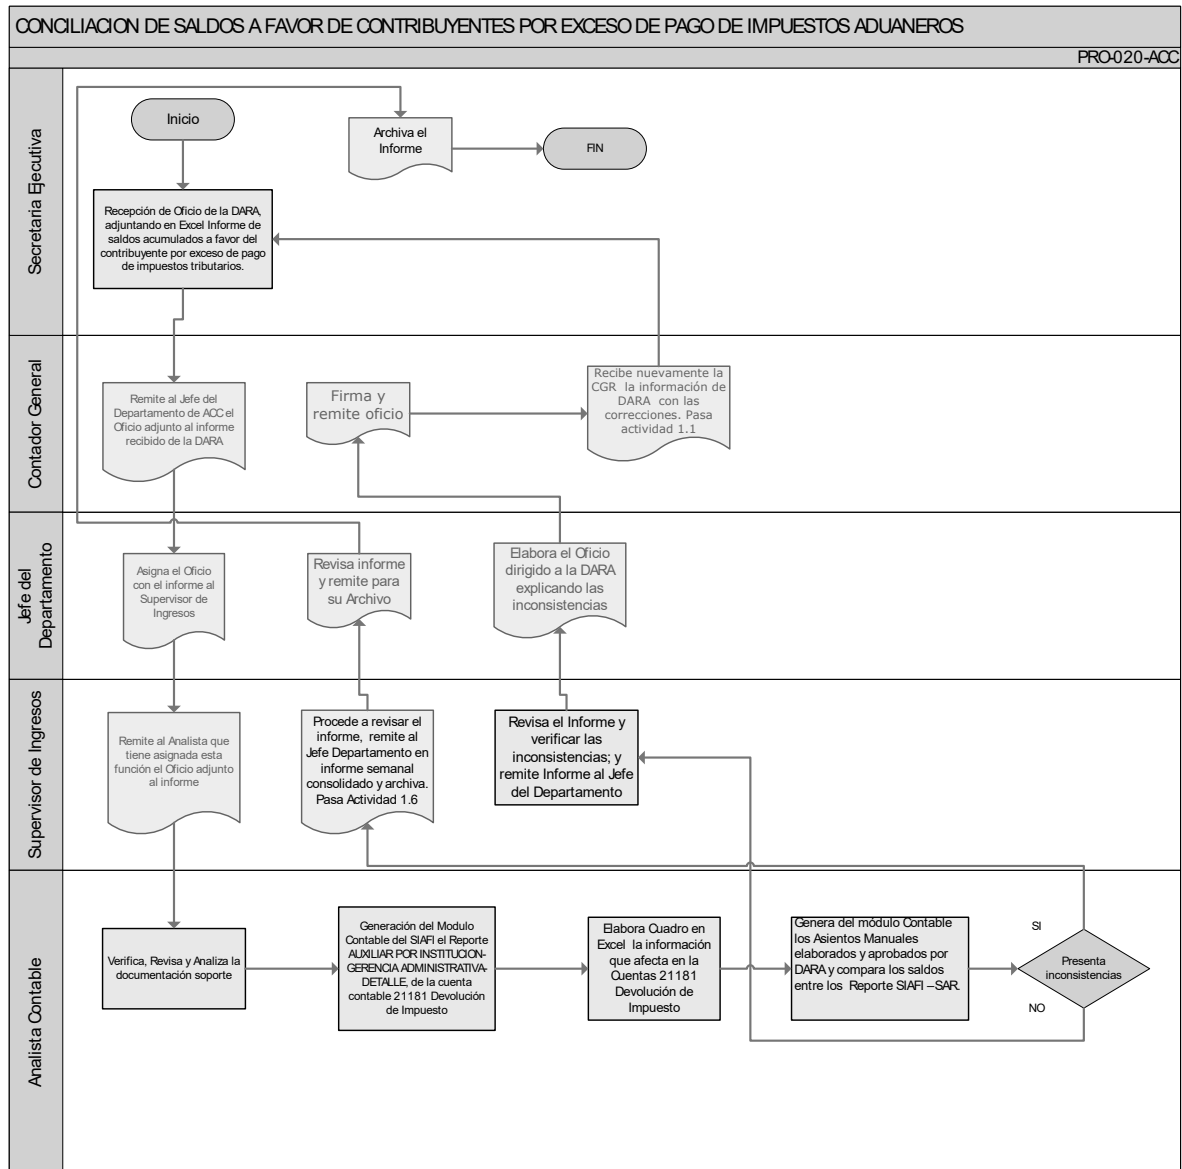 CONCILIACION DE SALDOS A FAVOR DE CONTRIBUYENTES POR EXCESO DE PAGO DE IMPUESTOS ADUANEROS
PRO-020-ACC
Secretaria Ejecutiva
Inicio
Archiva el
Informe
FIN
Recepción de Oficio de la DARA,
adjuntando en Excel Informe de
saldos acumulados a favor del
contribuyente por exceso de pago
de impuestos tributarios.
Contador General
Remite al Jefe del
Departamento de ACC el
Oficio adjunto al informe
recibido de la DARA
Firma y
remite oficio
Recibe nuevamente la
CGR la información de
DARA con las
correcciones. Pasa
actividad 1.1
Jefe del
Departamento
Asigna el Oficio
con el informe al
Supervisor de
Ingresos
Revisa informe
y remite para
su Archivo
Elabora el Oficio
dirigido a la DARA
explicando las
inconsistencias
Supervisor de Ingresos
Remite al Analista que
tiene asignada esta
función el Oficio adjunto
al informe
Procede a revisar el
informe, remite al
Jefe Departamento en
informe semanal
consolidado y archiva.
Pasa Actividad 1.6
Revisa el Informe y
verificar las
inconsistencias; y
remite Informe al Jefe
del Departamento
Analista Contable
Verifica, Revisa y Analiza la
documentación soporte
Generación del Modulo
Contable del SIAFI el Reporte
AUXILIAR POR INSTITUCION-
GERENCIA ADMINISTRATIVA-
DETALLE, de la cuenta
contable 21181 Devolución
de Impuesto
Elabora Cuadro en
Excel la información
que afecta en la
Cuentas 21181
Devolución de
Impuesto
Genera del módulo Contable
los Asientos Manuales
elaborados y aprobados por
DARA y compara los saldos
entre los Reporte SIAFI –SAR.
SI
Presenta
inconsistencias
NO